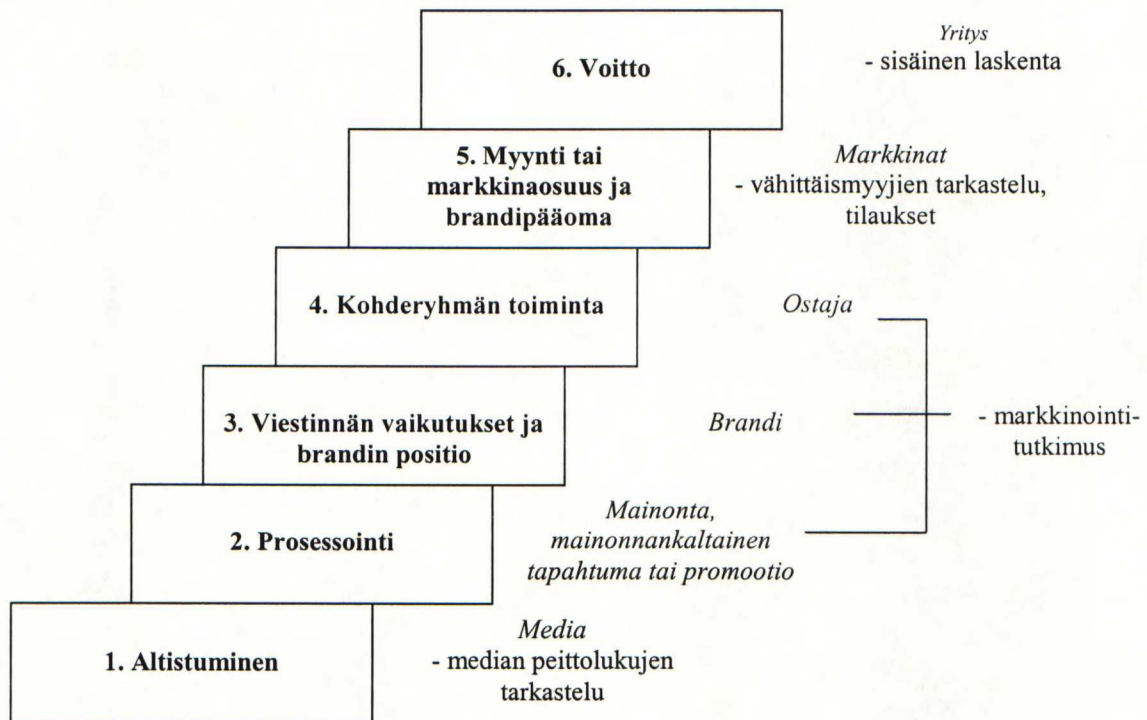 6. Voitto
Yritys
- sisäinen laskenta
5. Myynti tai
markkinaosuus ja
brandipääoma
Markkinat
- vähittäismyyjien tarkastelu,
tilaukset
4. Kohderyhmän toiminta
Ostaja
3. Viestinnän vaikutukset ja
brandin positio
Brandi
- markkinointi-
tutkimus
2. Prosessointi
Mainonta,
mainonnankaltainen
tapahtuma tai promootio
1. Altistuminen
Media
- median peittolukujen
tarkastelu